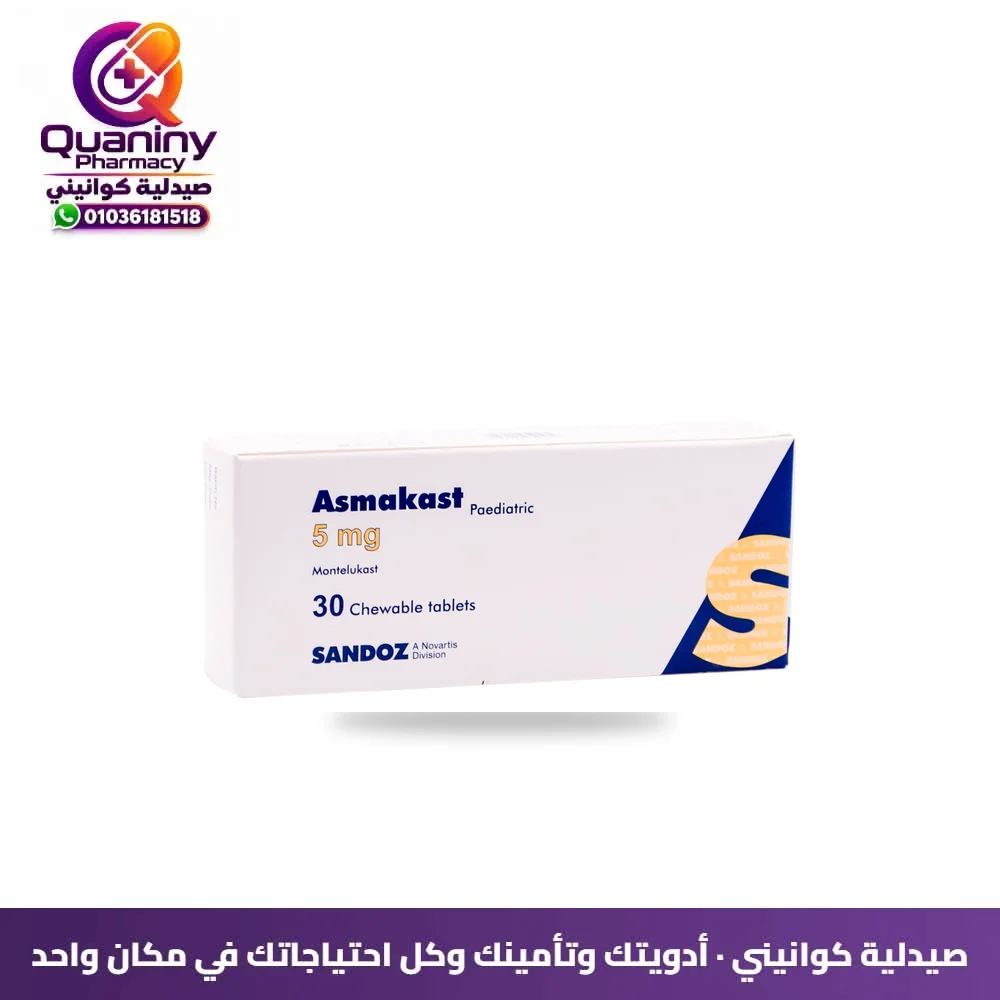 Quaniny
Pharmacy
صيدلية كوانيني
01036181518
Asmakast Paediatric
5 mg
Montelukast
30 Chewable tablets
SANDOZ A Novartis
Division
صيدلية كوانيني · أدويتك وتأمينك وكل احتياجاتك في مكان واحد